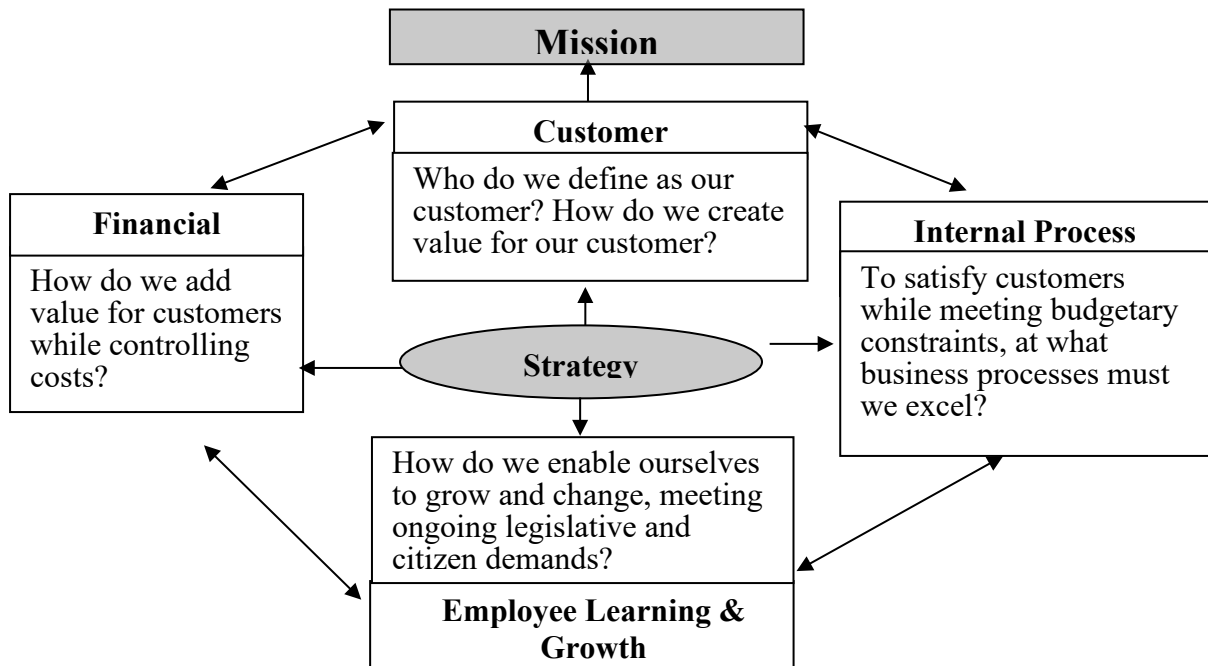 Mission
Customer
Who do we define as our
customer? How do we create
value for our customer?
Financial
How do we add
value for customers
while controlling
costs?
Internal Process
To satisfy customers
while meeting budgetary
constraints, at what
business processes must
we excel?
Strategy
How do we enable ourselves
to grow and change, meeting
ongoing legislative and
citizen demands?
Employee Learning &
Growth